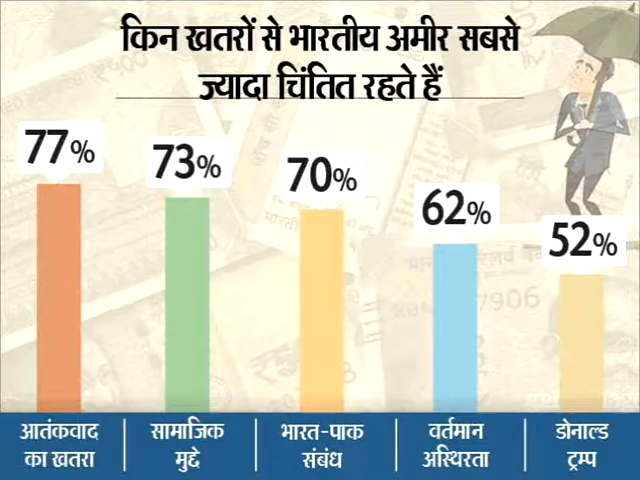 किन खतरों से भारतीय अमीर सबसे
ज्यादा चिंतित रहते हैं
77%
73%
70%
62%
52%
7906
आतंकवाद
का खतरा
सामाजिक
मुद्दे
भारत-पाक
संबंध
वर्तमान
अस्थिरता
डोनाल्ड
ट्रम्प